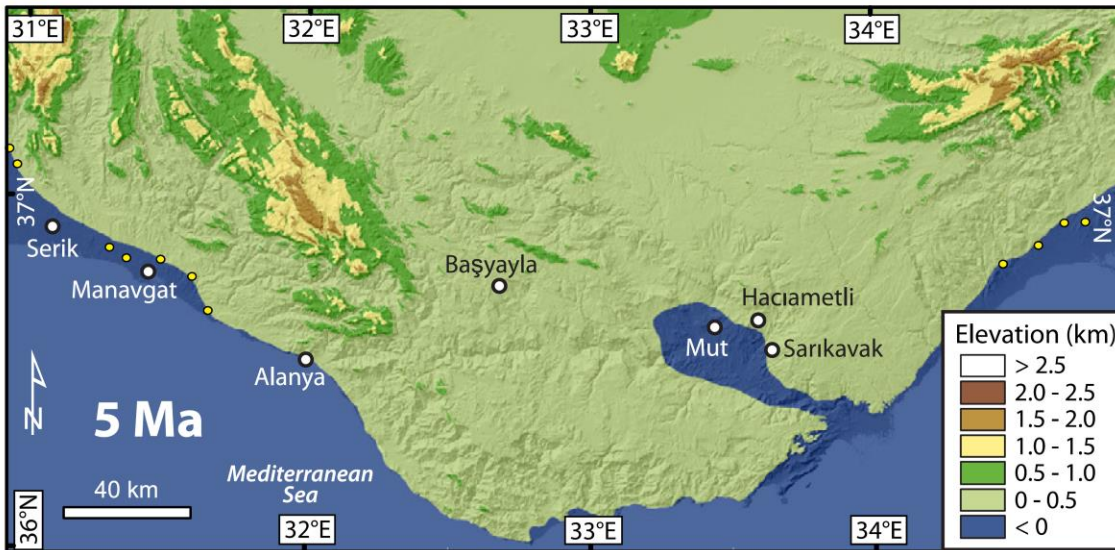 31°E
32°E
33°E
34°E
37°N
37°N
Serik
Manavgat
Alanya
Başyayla
Hacıametli
Mut
Sarıkavak
N
5 Ma
Mediterranean
Sea
40 km
36°N
32°E
33°E
34°E
Elevation (km)
> 2.5
2.0 - 2.5
1.5 - 2.0
1.0 - 1.5
0.5 - 1.0
0 - 0.5
< 0